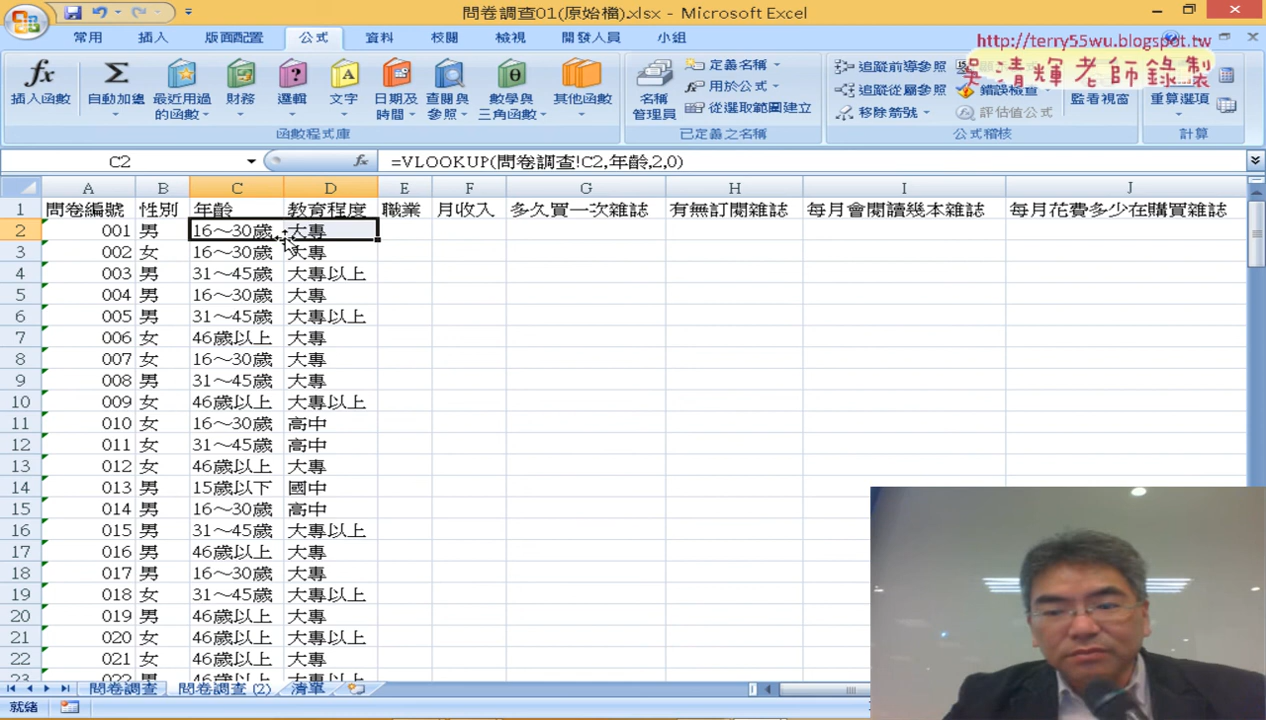 問卷調查01(原始檔).xlsx - Microsoft Excel
http://terry55wu.blogspot.tw
吳清輝老師錄製
常用 插入 版面配置 公式 資料 校閱 檢視 開發人員 小組
插入函數 自動加總 最近用過的函數 財務 邏輯 文字 日期及時間 查閱與參照 數學與三角函數 其他函數
函數程式庫
名稱管理員 定義名稱 用於公式 從選取範圍建立
已定義之名稱
追蹤前導參照 追蹤從屬參照 移除箭號 錯誤檢查 評估值公式 監看視窗
公式稽核
重算選項
計算
C2 fx =VLOOKUP(問卷調查!C2,年齡,2,0)
A B C D E F G H I J
1 問卷編號 性別 年齡 教育程度 職業 月收入 多久買一次雜誌 有無訂閱雜誌 每月會閱讀幾本雜誌 每月花費多少在購買雜誌
2 001 男 16～30歲 大專
3 002 女 16～30歲 大專
4 003 男 31～45歲 大專以上
5 004 男 16～30歲 大專
6 005 男 31～45歲 大專以上
7 006 女 46歲以上 大專
8 007 女 16～30歲 大專
9 008 男 31～45歲 大專
10 009 女 46歲以上 大專以上
11 010 女 16～30歲 高中
12 011 女 31～45歲 高中
13 012 女 46歲以上 大專
14 013 男 15歲以下 國中
15 014 男 16～30歲 高中
16 015 男 31～45歲 大專以上
17 016 男 46歲以上 大專
18 017 男 16～30歲 大專
19 018 女 31～45歲 大專以上
20 019 男 46歲以上 大專
21 020 女 46歲以上 大專以上
22 021 女 46歲以上 大專
問卷調查 問卷調查 (2) 清單
就緒